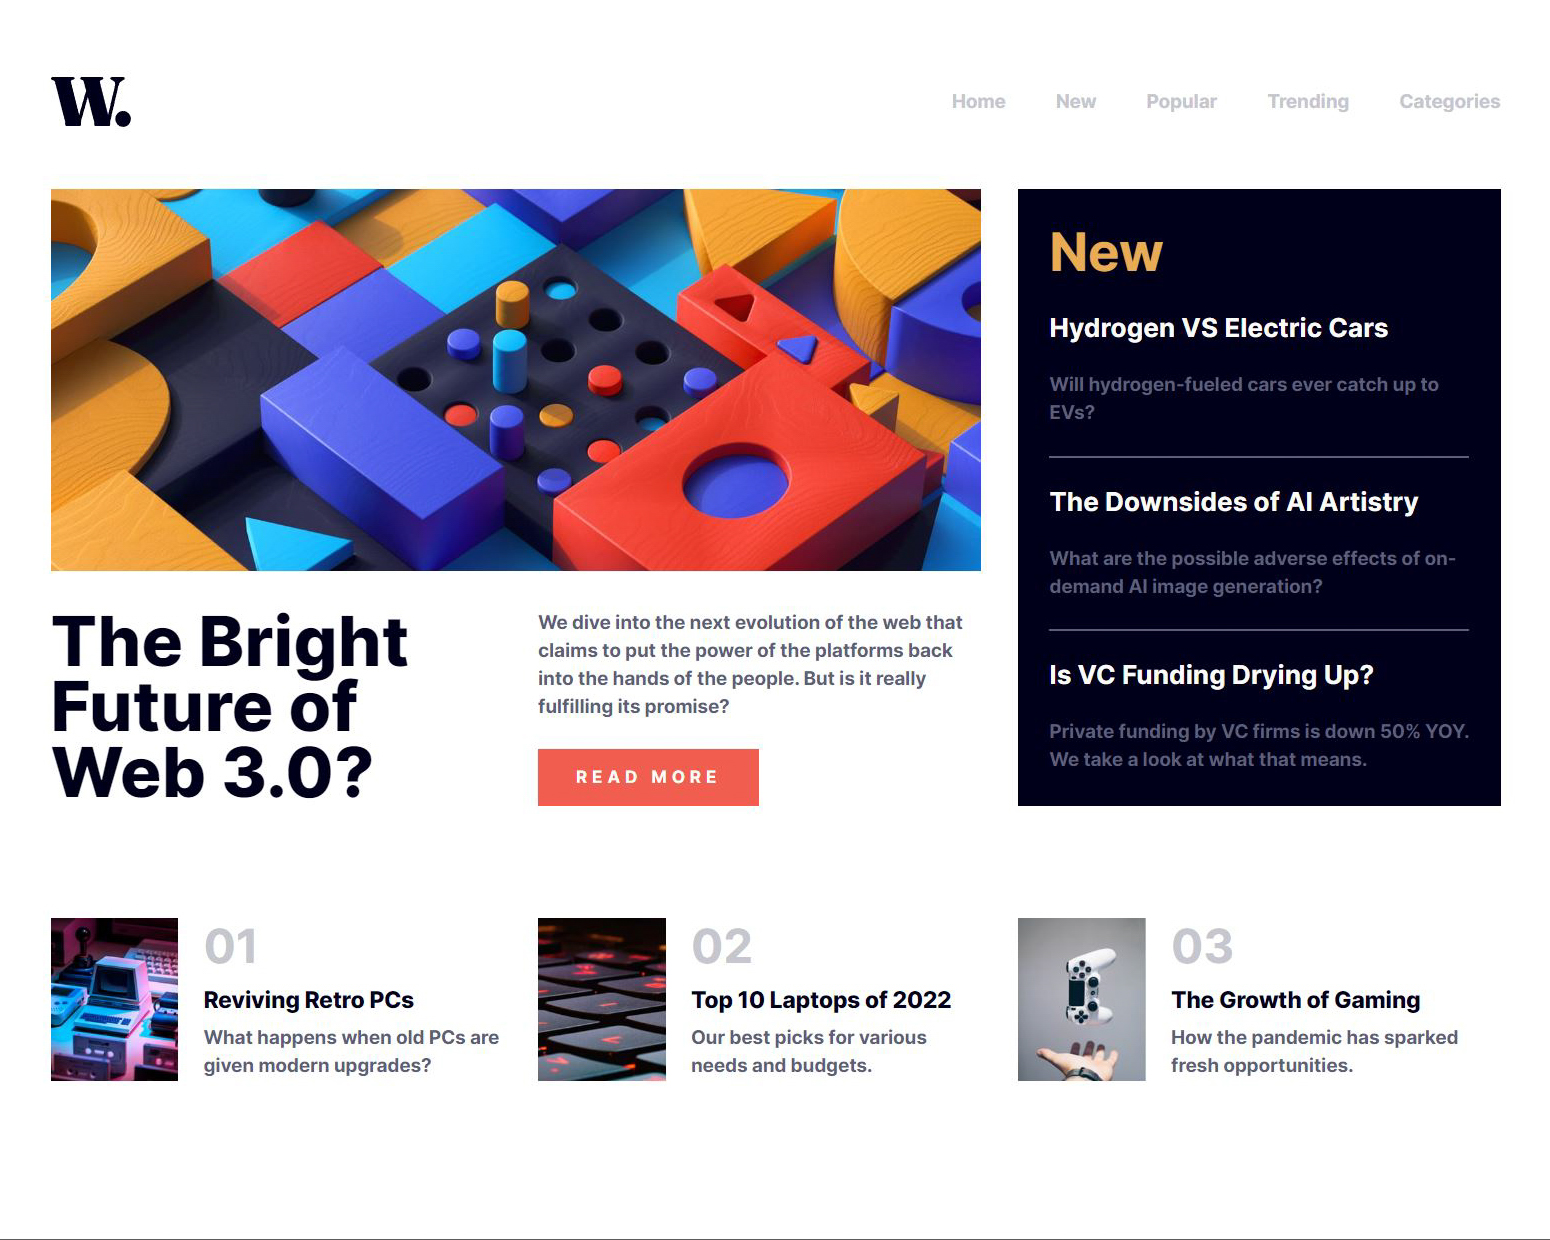 W.
Home New Popular Trending Categories
The Bright
Future of
Web 3.0?
We dive into the next evolution of the web that
claims to put the power of the platforms back
into the hands of the people. But is it really
fulfilling its promise?
READ MORE
New
Hydrogen VS Electric Cars
Will hydrogen-fueled cars ever catch up to
EVs?
The Downsides of AI Artistry
What are the possible adverse effects of on-
demand AI image generation?
Is VC Funding Drying Up?
Private funding by VC firms is down 50% YOY.
We take a look at what that means.
01
Reviving Retro PCs
What happens when old PCs are
given modern upgrades?
02
Top 10 Laptops of 2022
Our best picks for various
needs and budgets.
03
The Growth of Gaming
How the pandemic has sparked
fresh opportunities.